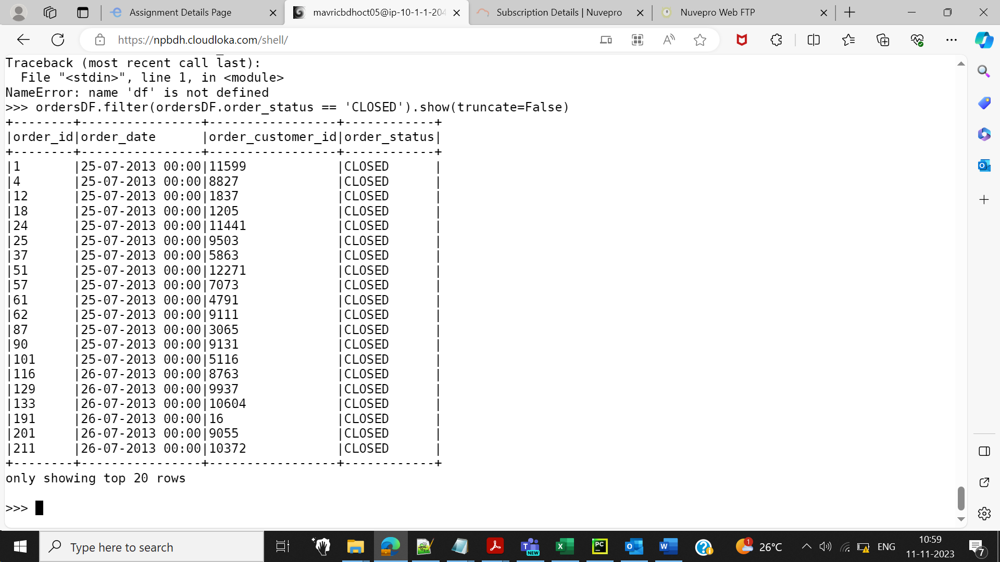 Assignment Details Page
mavricbdhoct05@ip-10-1-1-204
Subscription Details | Nuvepro
Nuvepro Web FTP
https://npbdh.cloudloka.com/shell/
Traceback (most recent call last):
  File "<stdin>", line 1, in <module>
NameError: name 'df' is not defined
>>> ordersDF.filter(ordersDF.order_status == 'CLOSED').show(truncate=False)
+--------+----------------+-----------------+------------+
|order_id|order_date      |order_customer_id|order_status|
+--------+----------------+-----------------+------------+
|1       |25-07-2013 00:00|11599            |CLOSED      |
|4       |25-07-2013 00:00|8827             |CLOSED      |
|12      |25-07-2013 00:00|1837             |CLOSED      |
|18      |25-07-2013 00:00|1205             |CLOSED      |
|24      |25-07-2013 00:00|11441            |CLOSED      |
|25      |25-07-2013 00:00|9503             |CLOSED      |
|37      |25-07-2013 00:00|5863             |CLOSED      |
|51      |25-07-2013 00:00|12271            |CLOSED      |
|57      |25-07-2013 00:00|7073             |CLOSED      |
|61      |25-07-2013 00:00|4791             |CLOSED      |
|62      |25-07-2013 00:00|9111             |CLOSED      |
|87      |25-07-2013 00:00|3065             |CLOSED      |
|90      |25-07-2013 00:00|9131             |CLOSED      |
|101     |25-07-2013 00:00|5116             |CLOSED      |
|116     |26-07-2013 00:00|8763             |CLOSED      |
|129     |26-07-2013 00:00|9937             |CLOSED      |
|133     |26-07-2013 00:00|10604            |CLOSED      |
|191     |26-07-2013 00:00|16               |CLOSED      |
|201     |26-07-2013 00:00|9055             |CLOSED      |
|211     |26-07-2013 00:00|10372            |CLOSED      |
+--------+----------------+-----------------+------------+
only showing top 20 rows
>>>
Type here to search
NEW
PC
1
26°C
ENG
10:59
11-11-2023
7